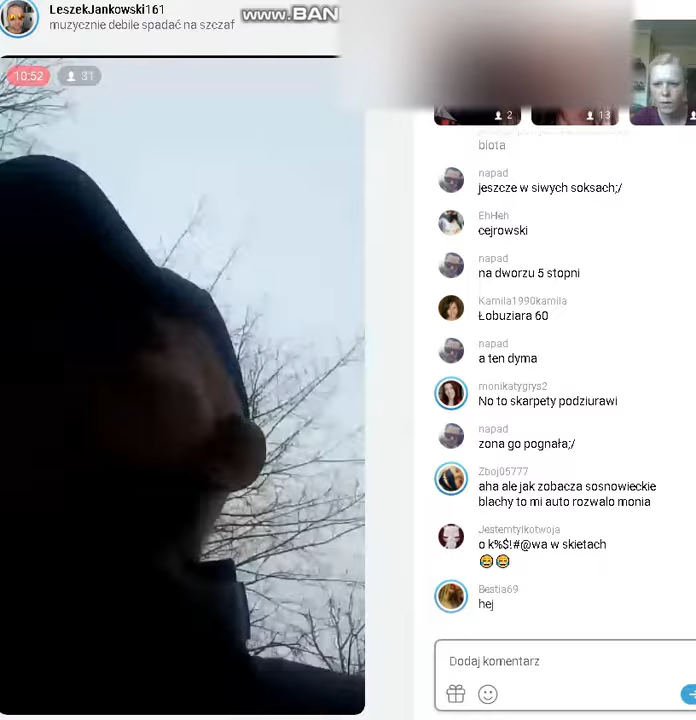 LeszekJankowski161
muzycznie debile spadać na szczaf
www.BAN
10:52
31
2
13
biota
napad
jeszcze w siwych soksach;/
EhHeh
cejrowski
napad
na dworzu 5 stopni
Kamila1990kamila
Łobuziara 60
napad
a ten dyma
monikatygrys2
No to skarpety podziurawi
napad
zona go pognała;/
Zboj05777
aha ale jak zobacza sosnowieckie
blachy to mi auto rozwalo monia
Jestemtylkotwoja
o k%$!#@wa w skietach
😂😂
Bestia69
hej
Dodaj komentarz